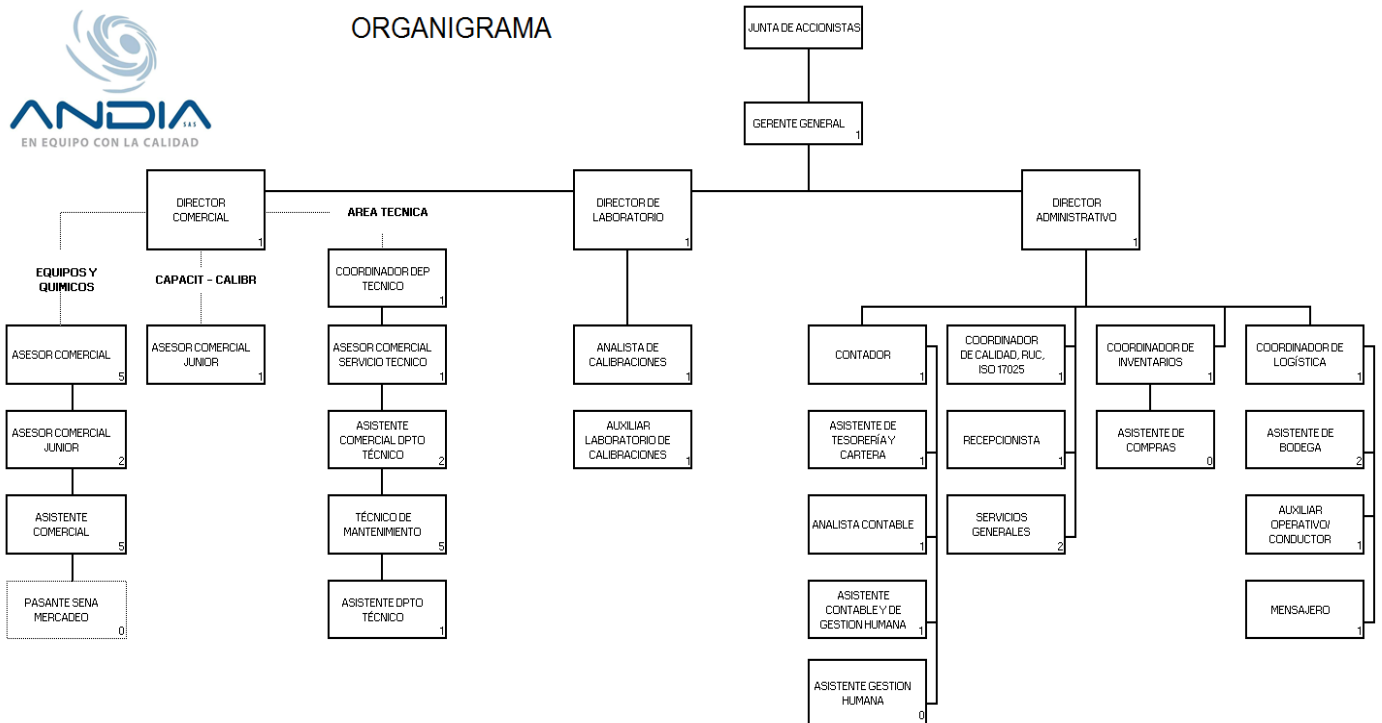 ORGANIGRAMA
ANDIA
SAS
EN EQUIPO CON LA CALIDAD
JUNTA DE ACCIONISTAS
GERENTE GENERAL
1
DIRECTOR
COMERCIAL
1
DIRECTOR DE
LABORATORIO
1
DIRECTOR
ADMINISTRATIVO
1
EQUIPOS Y
QUIMICOS
CAPACIT - CALIBR
AREA TECNICA
ASESOR COMERCIAL
5
ASESOR COMERCIAL
JUNIOR
2
ASISTENTE
COMERCIAL
5
PASANTE SENA
MERCADEO
0
ASESOR COMERCIAL
JUNIOR
1
COORDINADOR DEP
TECNICO
1
ASESOR COMERCIAL
SERVICIO TECNICO
1
ASISTENTE
COMERCIAL DPTO
TÉCNICO
2
TÉCNICO DE
MANTENIMIENTO
5
ASISTENTE DPTO
TÉCNICO
1
ANALISTA DE
CALIBRACIONES
1
AUXILIAR
LABORATORIO DE
CALIBRACIONES
1
CONTADOR
1
ASISTENTE DE
TESORERÍA Y
CARTERA
1
ANALISTA CONTABLE
1
ASISTENTE
CONTABLE Y DE
GESTION HUMANA
1
ASISTENTE GESTION
HUMANA
0
COORDINADOR
DE CALIDAD, RUC,
ISO 17025
1
RECEPCIONISTA
1
SERVICIOS
GENERALES
2
COORDINADOR DE
INVENTARIOS
1
ASISTENTE DE
COMPRAS
0
COORDINADOR DE
LOGÍSTICA
1
ASISTENTE DE
BODEGA
2
AUXILIAR
OPERATIVO/
CONDUCTOR
1
MENSAJERO
1